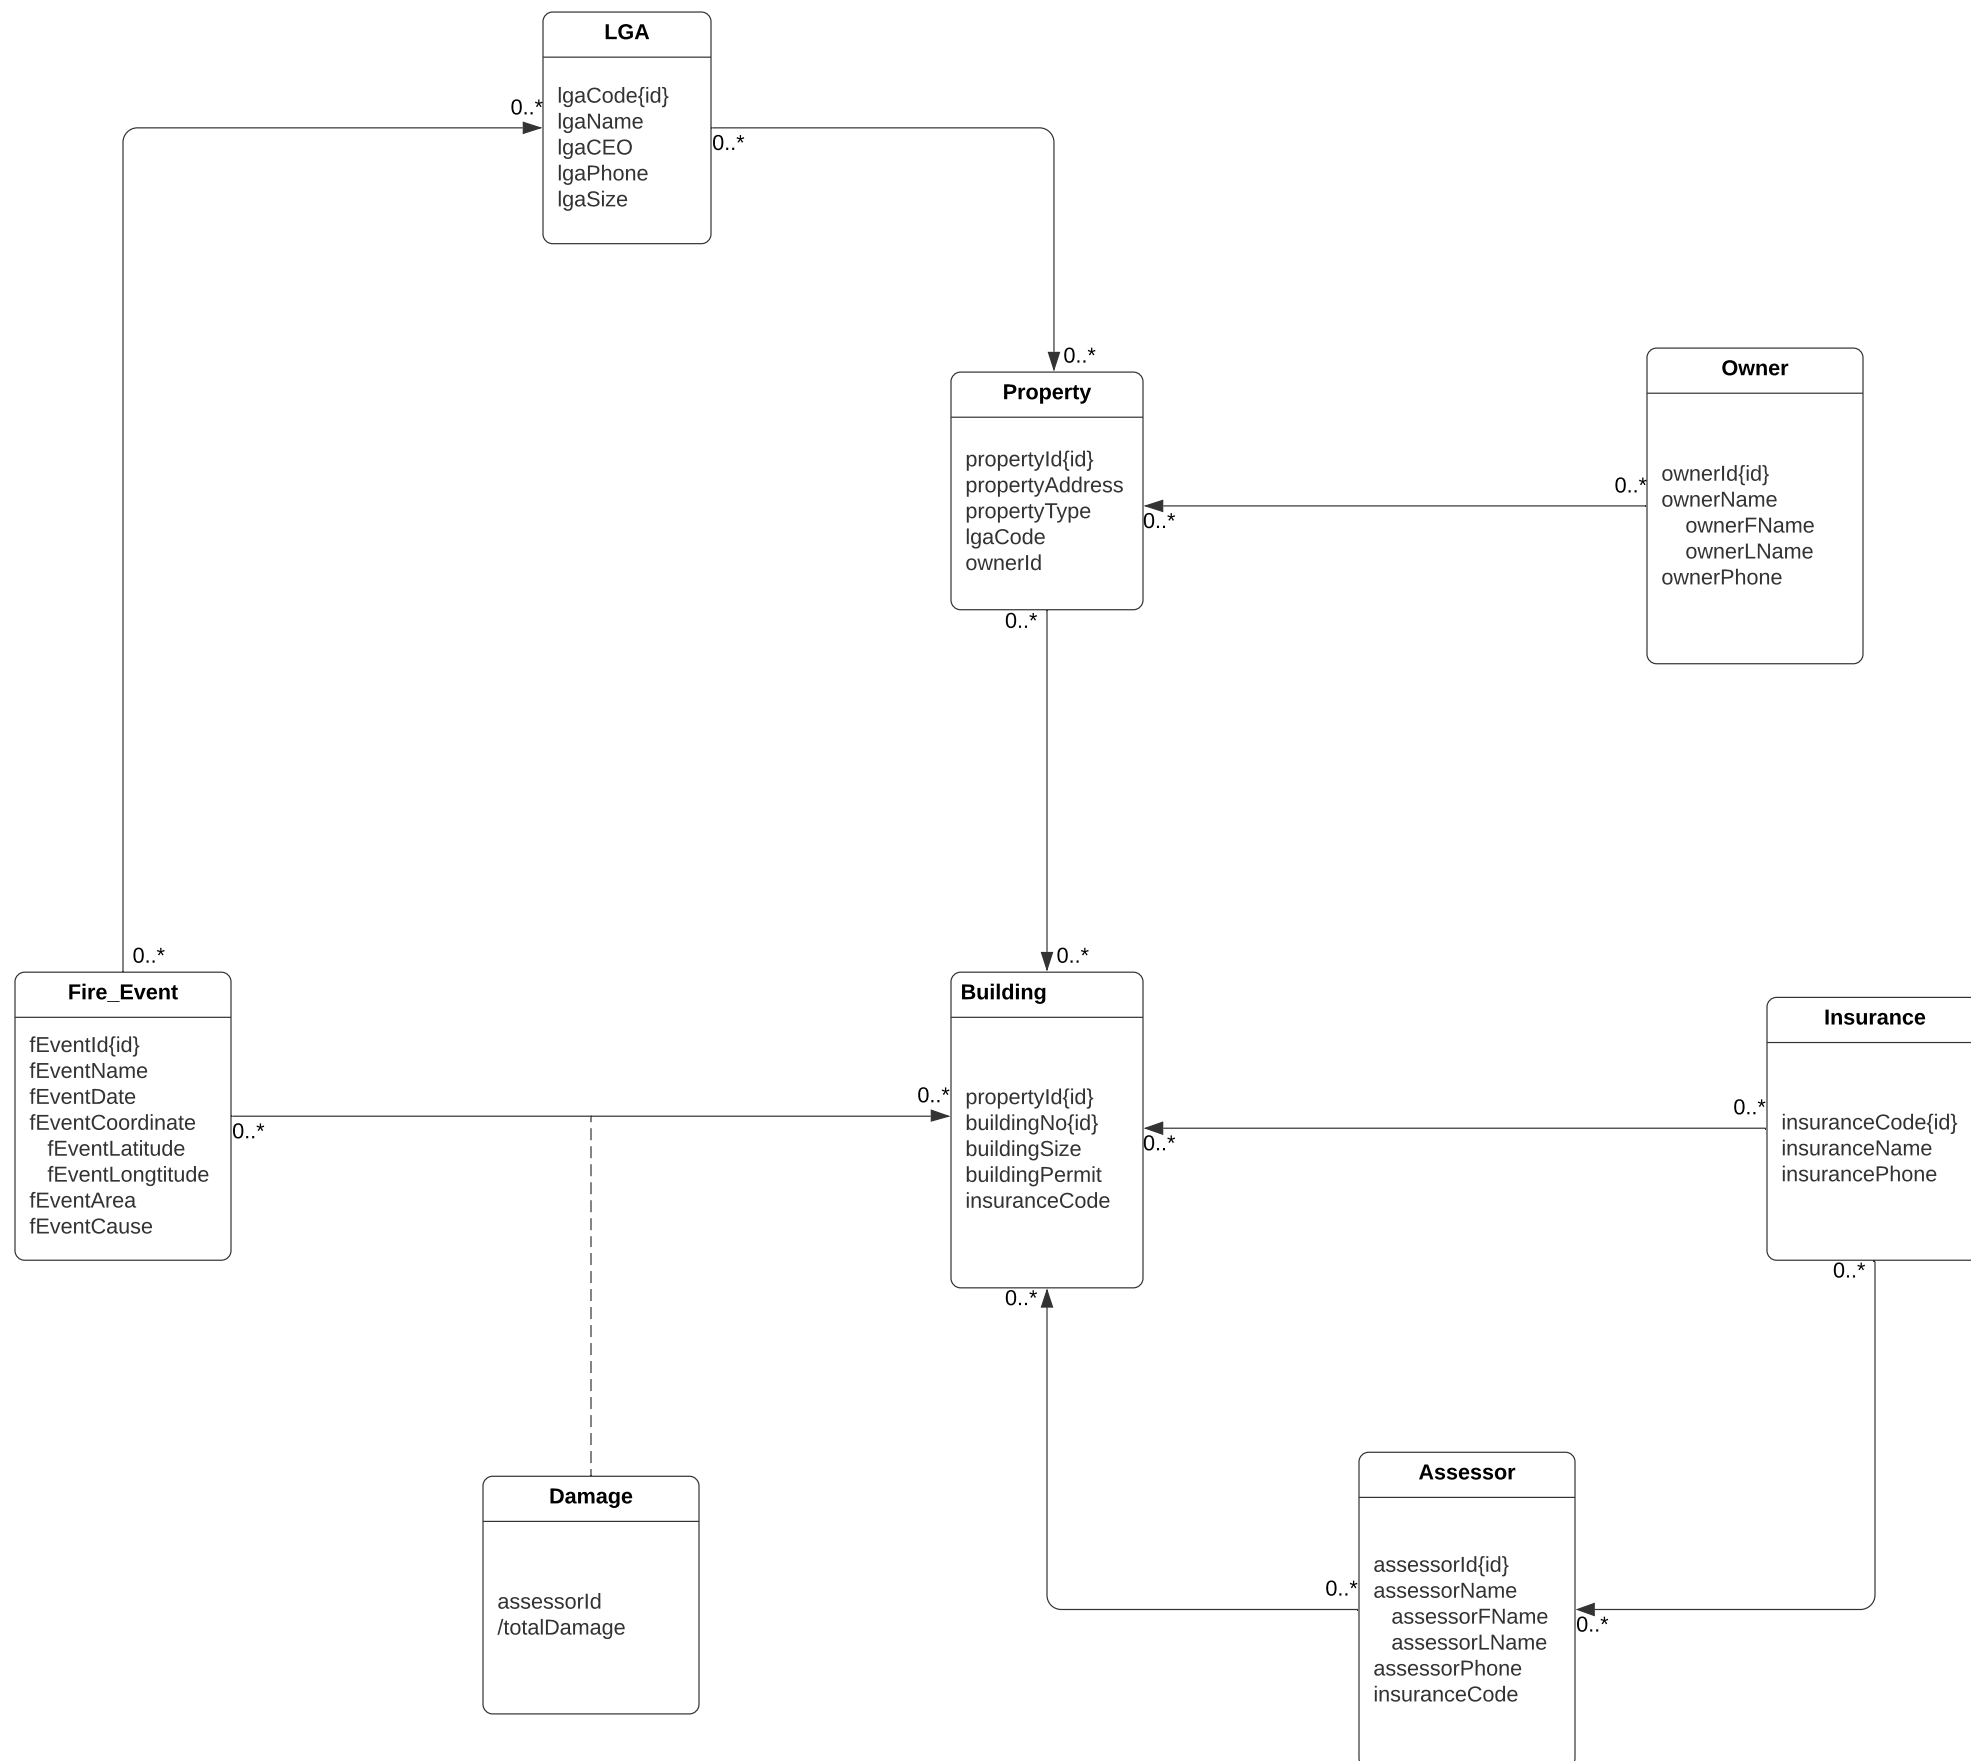 LGA
lgaCode{id}
lgaName
lgaCEO
lgaPhone
lgaSize
0..*
0..*
0..*
Property
propertyId{id}
propertyAddress
propertyType
lgaCode
ownerId
0..*
0..*
0..*
Owner
ownerId{id}
ownerName
ownerFName
ownerLName
ownerPhone
0..*
Fire_Event
fEventId{id}
fEventName
fEventDate
fEventCoordinate
fEventLatitude
fEventLongtitude
fEventArea
fEventCause
0..*
0..*
0..*
Building
propertyId{id}
buildingNo{id}
buildingSize
buildingPermit
insuranceCode
0..*
0..*
0..*
Insurance
insuranceCode{id}
insuranceName
insurancePhone
0..*
Damage
assessorId
/totalDamage
Assessor
assessorId{id}
assessorName
assessorFName
assessorLName
assessorPhone
insuranceCode
0..*
0..*